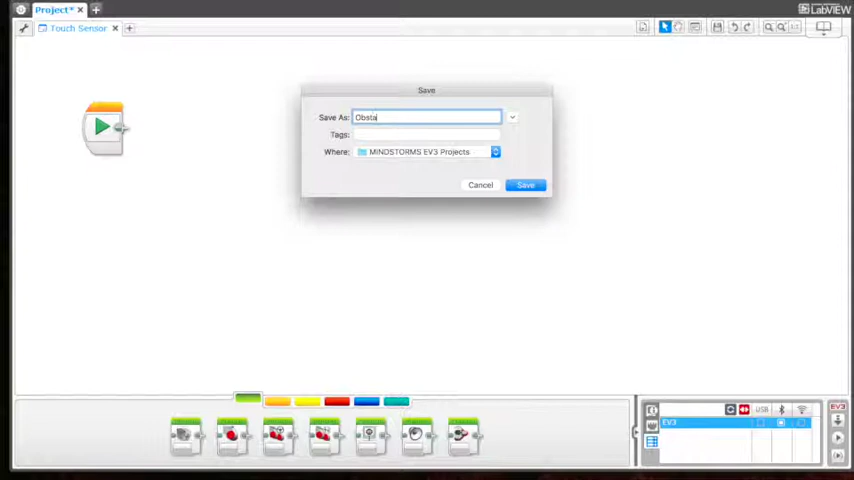 Project*
LabVIEW
Touch Sensor
Save
Save As: Obsta
Tags:
Where: MINDSTORMS EV3 Projects
Cancel Save
USB
EV3
EV3